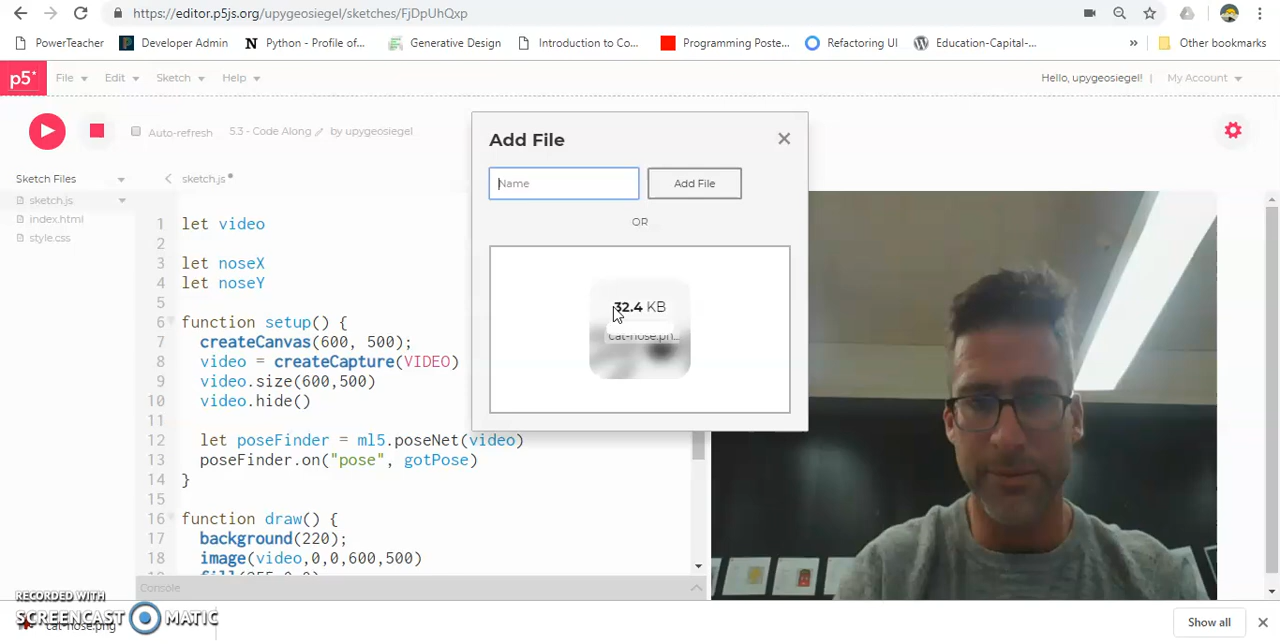 https://editor.p5js.org/upygeosiegel/sketches/FjDpUhQxp
PowerTeacher
Developer Admin
Python - Profile of...
Generative Design
Introduction to Co...
Programming Poste...
Refactoring UI
Education-Capital-...
»
Other bookmarks
p5*
File
Edit
Sketch
Help
Hello, upygeosiegel!
My Account
Auto-refresh
5.3 - Code Along
by upygeosiegel
Sketch Files
sketch.js
sketch.js
index.html
style.css
1 let video
2
3 let noseX
4 let noseY
5
6 function setup() {
7 createCanvas(600, 500);
8 video = createCapture(VIDEO)
9 video.size(600,500)
10 video.hide()
11
12 let poseFinder = ml5.poseNet(video)
13 poseFinder.on("pose", gotPose)
14 }
15
16 function draw() {
17 background(220);
18 image(video,0,0,600,500)
Add File
Name
Add File
OR
32.4 KB
cat-nose.pn...
Console
RECORDED WITH
SCREENCAST MATIC
cat-nose.png
Show all